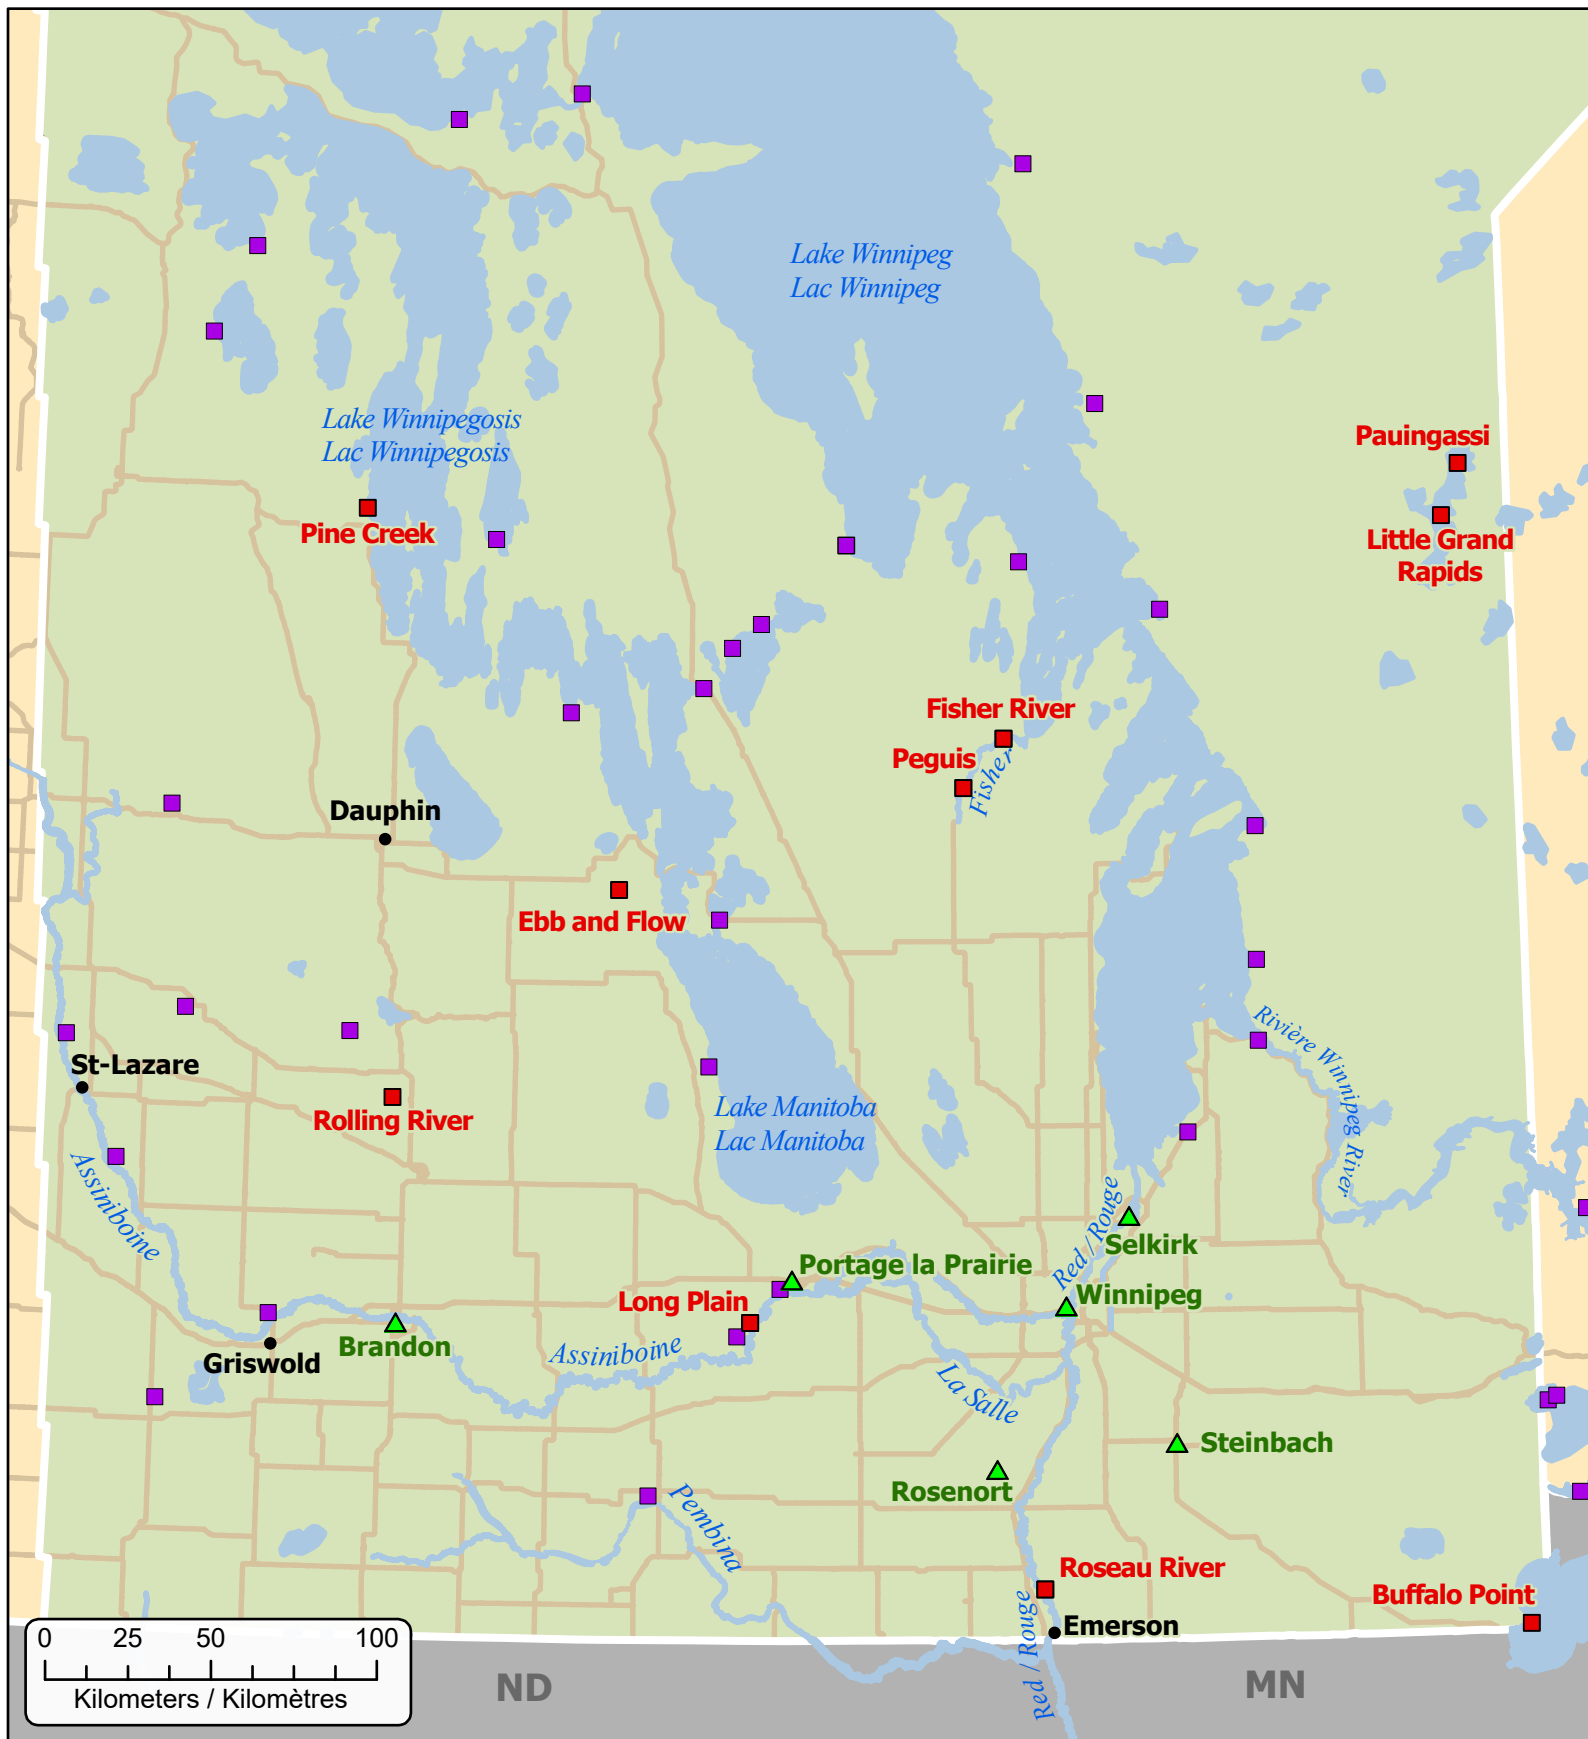 Lake Winnipeg
Lac Winnipeg
Lake Winnipegosis
Lac Winnipegosis
Pauingassi
Pine Creek
Little Grand
Rapids
Fisher River
Peguis
Fisher
Dauphin
Ebb and Flow
Rivière Winnipeg River
St-Lazare
Rolling River
Lake Manitoba
Lac Manitoba
Assiniboine
Red / Rouge
Selkirk
Portage la Prairie
Winnipeg
Long Plain
Brandon
Griswold
Assiniboine
La Salle
Steinbach
Rosenort
Pembina
Roseau River
Buffalo Point
Emerson
Red / Rouge
0 25 50 100
Kilometers / Kilomètres
ND
MN